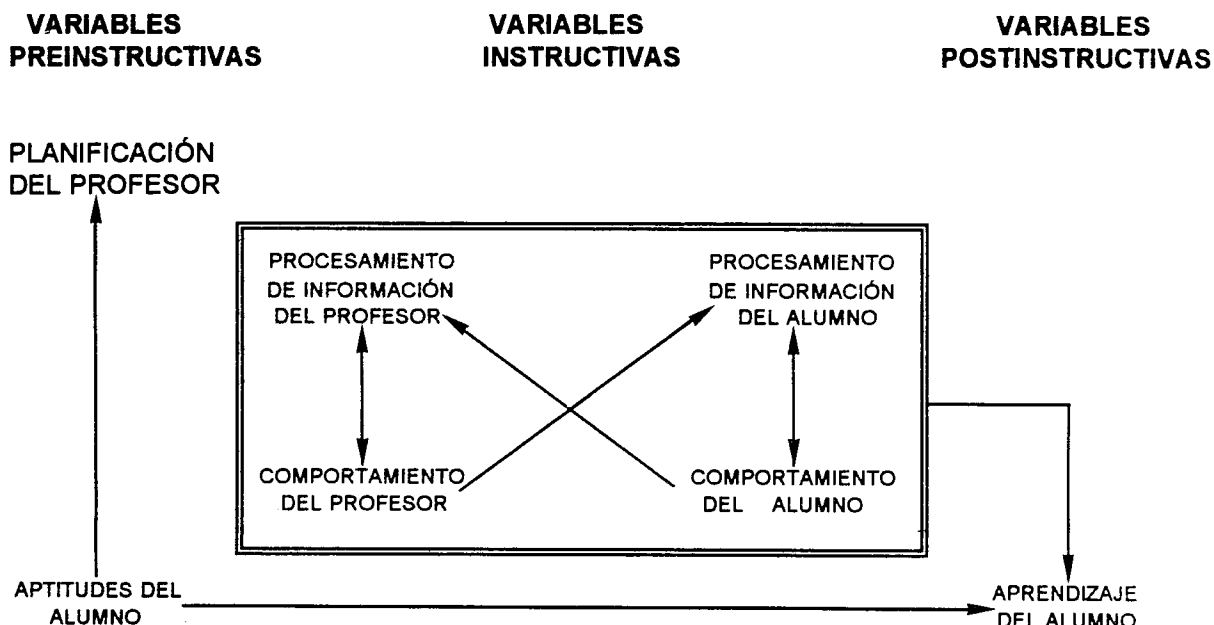 VARIABLES
PREINSTRUCTIVAS
VARIABLES
INSTRUCTIVAS
VARIABLES
POSTINSTRUCTIVAS
PLANIFICACIÓN
DEL PROFESOR
PROCESAMIENTO
DE INFORMACIÓN
DEL PROFESOR
PROCESAMIENTO
DE INFORMACIÓN
DEL ALUMNO
COMPORTAMIENTO
DEL PROFESOR
COMPORTAMIENTO
DEL ALUMNO
APTITUDES DEL
ALUMNO
APRENDIZAJE
DEL ALUMNO